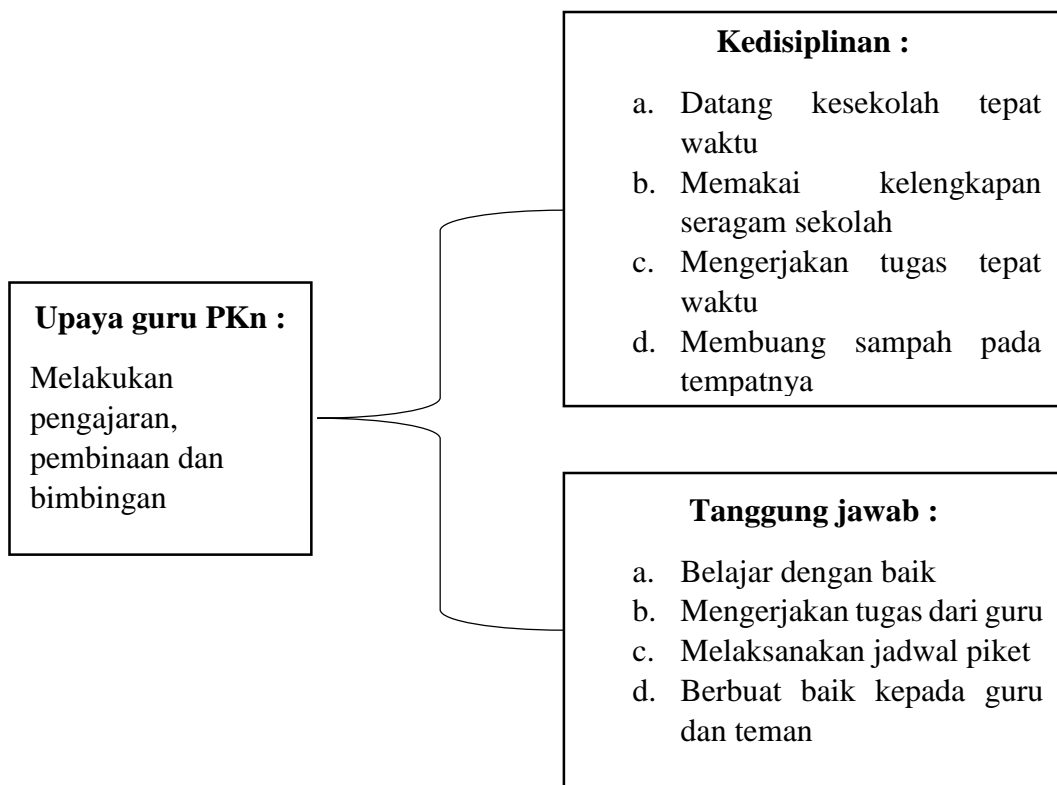 Upaya guru PKn :
Melakukan
pengajaran,
pembinaan dan
bimbingan
Kedisiplinan :
a. Datang kesekolah tepat
waktu
b. Memakai kelengkapan
seragam sekolah
c. Mengerjakan tugas tepat
waktu
d. Membuang sampah pada
tempatnya
Tanggung jawab :
a. Belajar dengan baik
b. Mengerjakan tugas dari guru
c. Melaksanakan jadwal piket
d. Berbuat baik kepada guru
dan teman